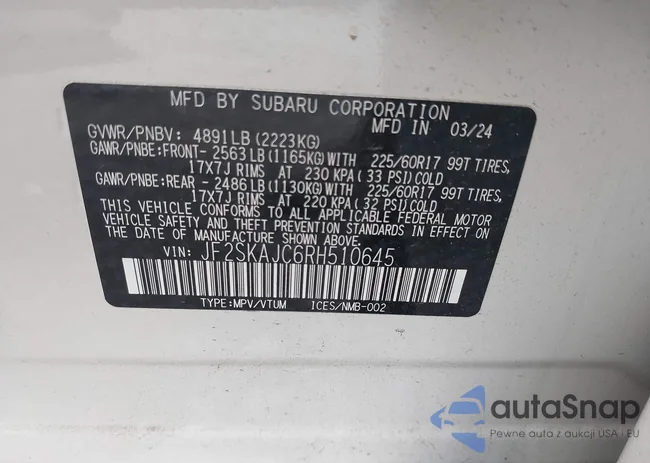 MFD BY SUBARU CORPORATION
GVWR/PNBV: 4891LB (2223KG) MFD IN 03/24
GAWR/PNBE:FRONT- 2563LB (1165KG) WITH 225/60R17 99T TIRES,
17X7J RIMS AT 230 KPA ( 33 PSI) COLD
GAWR/PNBE:REAR - 2486LB (1130KG) WITH 225/60R17 99T TIRES,
17X7J RIMS AT 220 KPA ( 32 PSI) COLD
THIS VEHICLE CONFORMS TO ALL APPLICABLE FEDERAL MOTOR
VEHICLE SAFETY AND THEFT PREVENTION STANDARDS IN EFFECT
ON THE DATE OF MANUFACTURE SHOWN ABOVE.
VIN: JF2SKAJC6RH510645
TYPE:MPV/VTUM ICES/NMB-002
autaSnap
Pewne auta z aukcji USA i EU